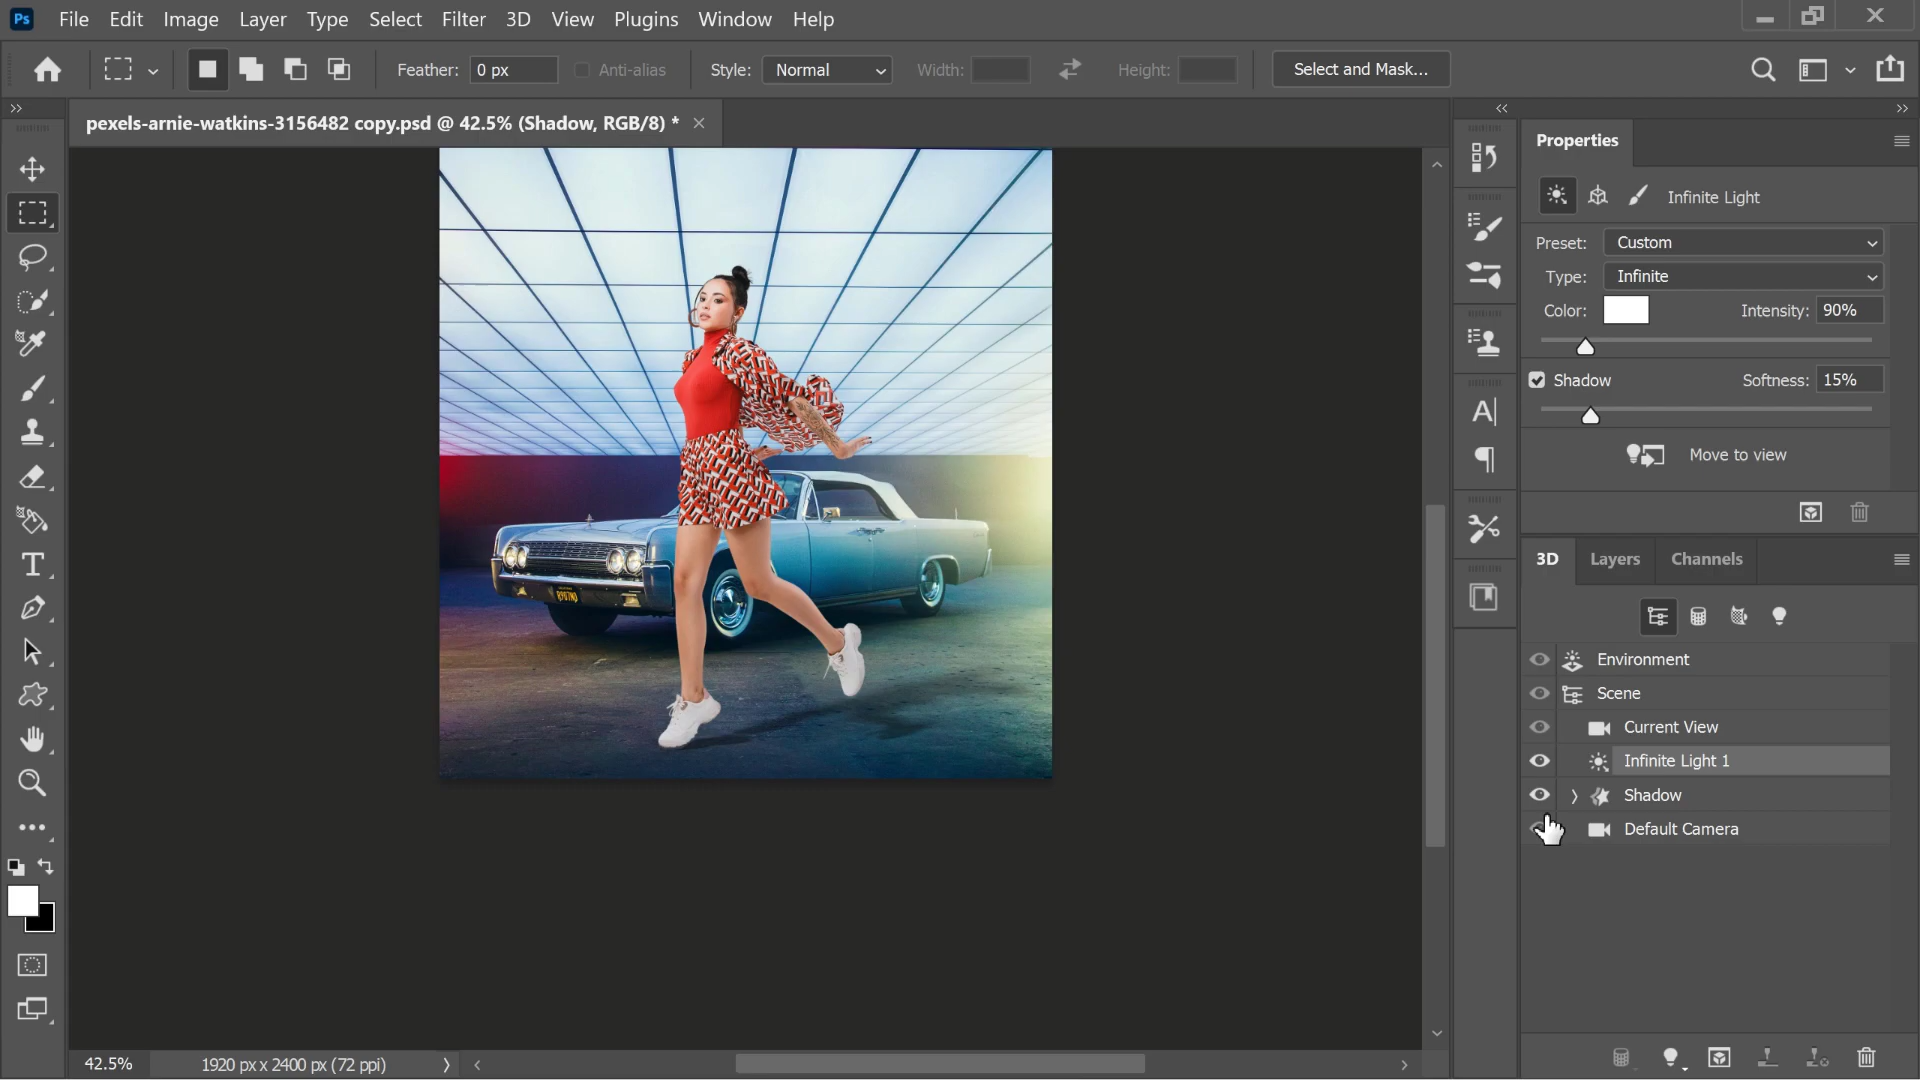 Ps File Edit Image Layer Type Select Filter 3D View Plugins Window Help
Feather: 0 px Anti-alias Style: Normal Width: Height: Select and Mask...
pexels-arnie-watkins-3156482 copy.psd @ 42.5% (Shadow, RGB/8) *
Properties
Infinite Light
Preset: Custom
Type: Infinite
Color: Intensity: 90%
Shadow Softness: 15%
Move to view
3D Layers Channels
Environment
Scene
Current View
Infinite Light 1
Shadow
Default Camera
42.5% 1920 px x 2400 px (72 ppi)